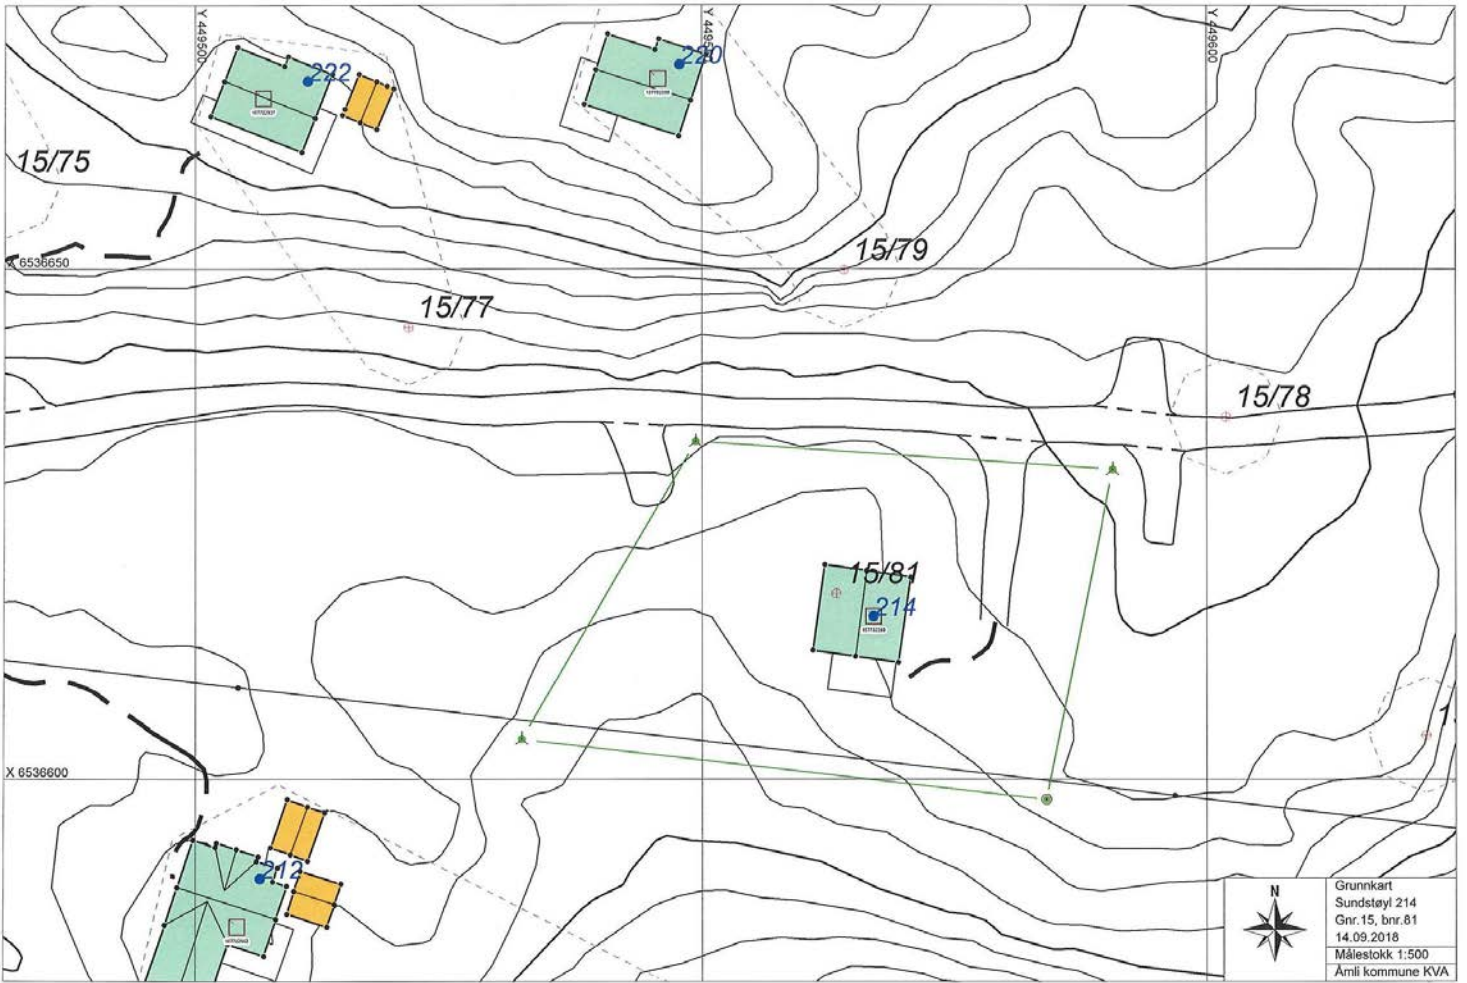 Y 449500
Y 449600
222
220
15/75
15/79
X 6536650
15/77
15/78
15/81
214
X 6536600
212
N
Grunnkart
Sundstøyl 214
Gnr.15, bnr.81
14.09.2018
Målestokk 1:500
Åmli kommune KVA